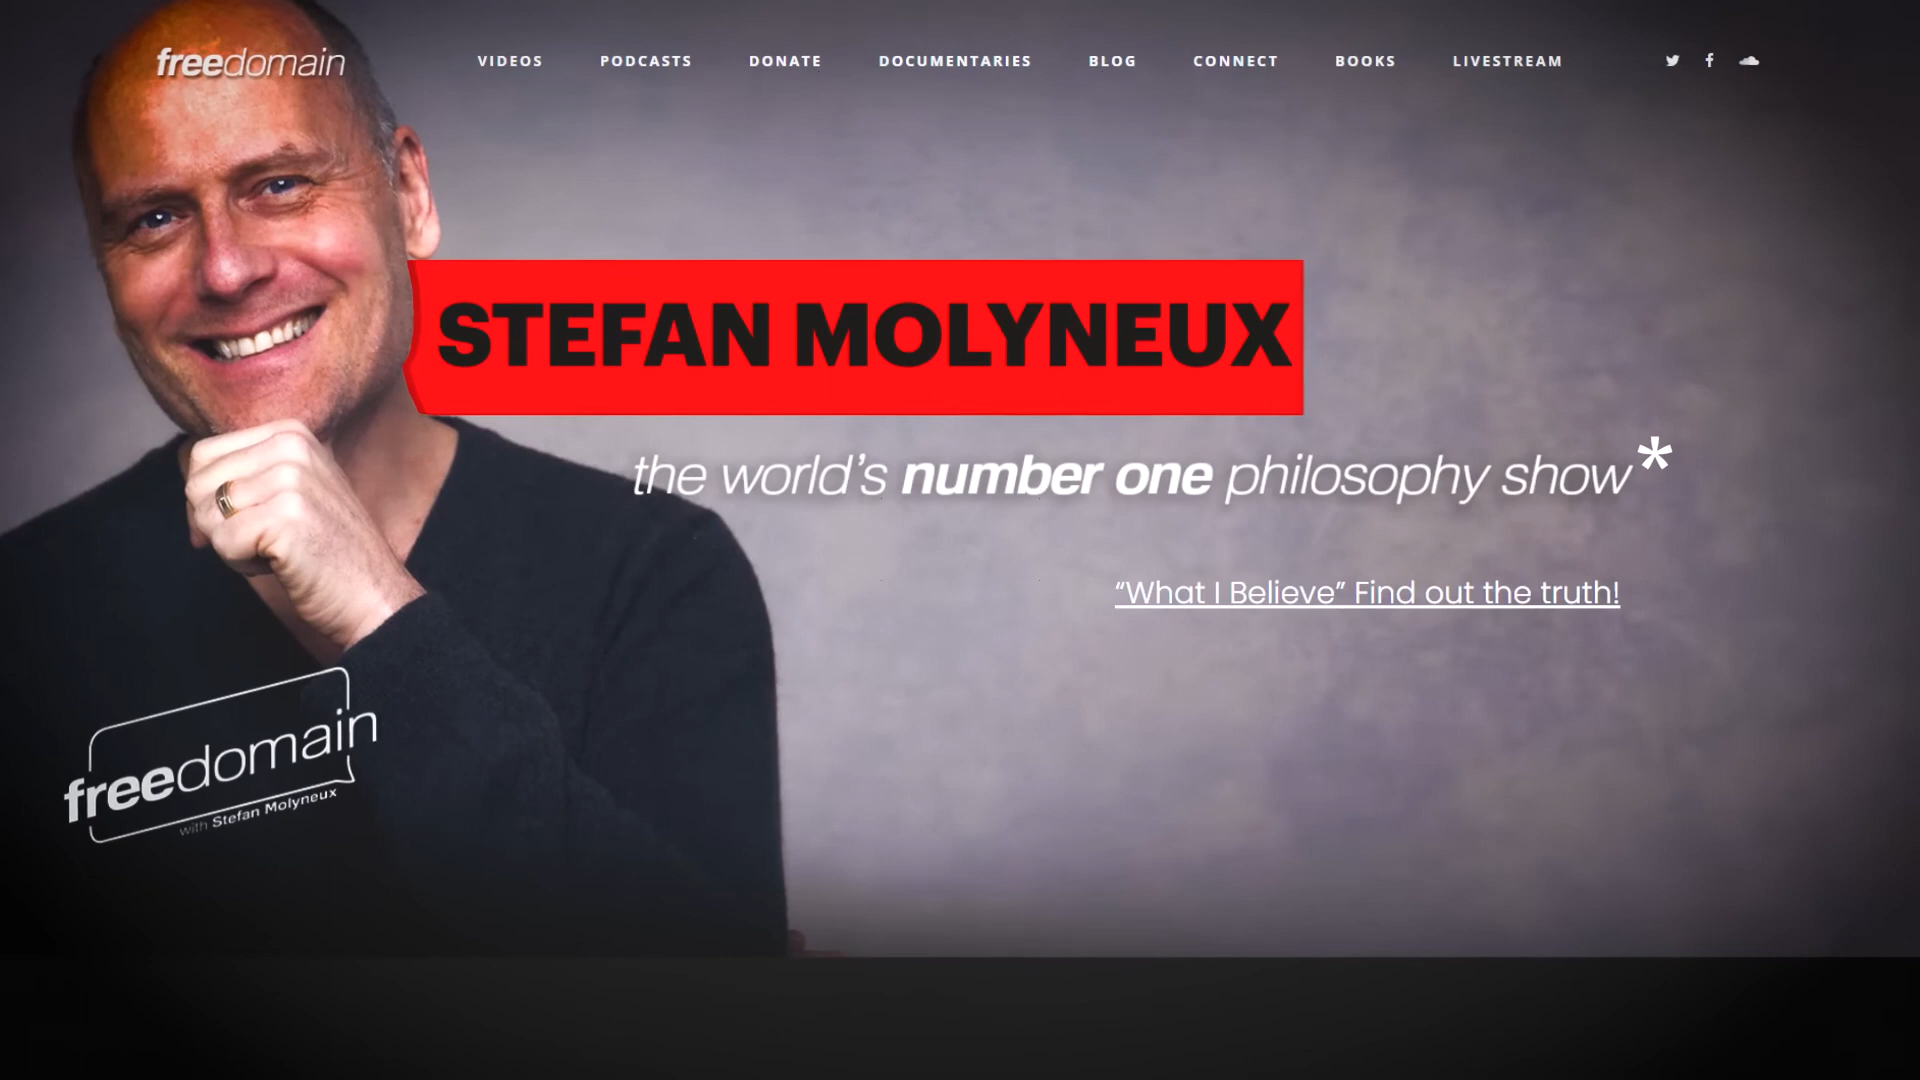 freedomain
VIDEOS PODCASTS DONATE DOCUMENTARIES BLOG CONNECT BOOKS LIVESTREAM
STEFAN MOLYNEUX
the world's number one philosophy show*
“What I Believe” Find out the truth!
freedomain
with Stefan Molyneux